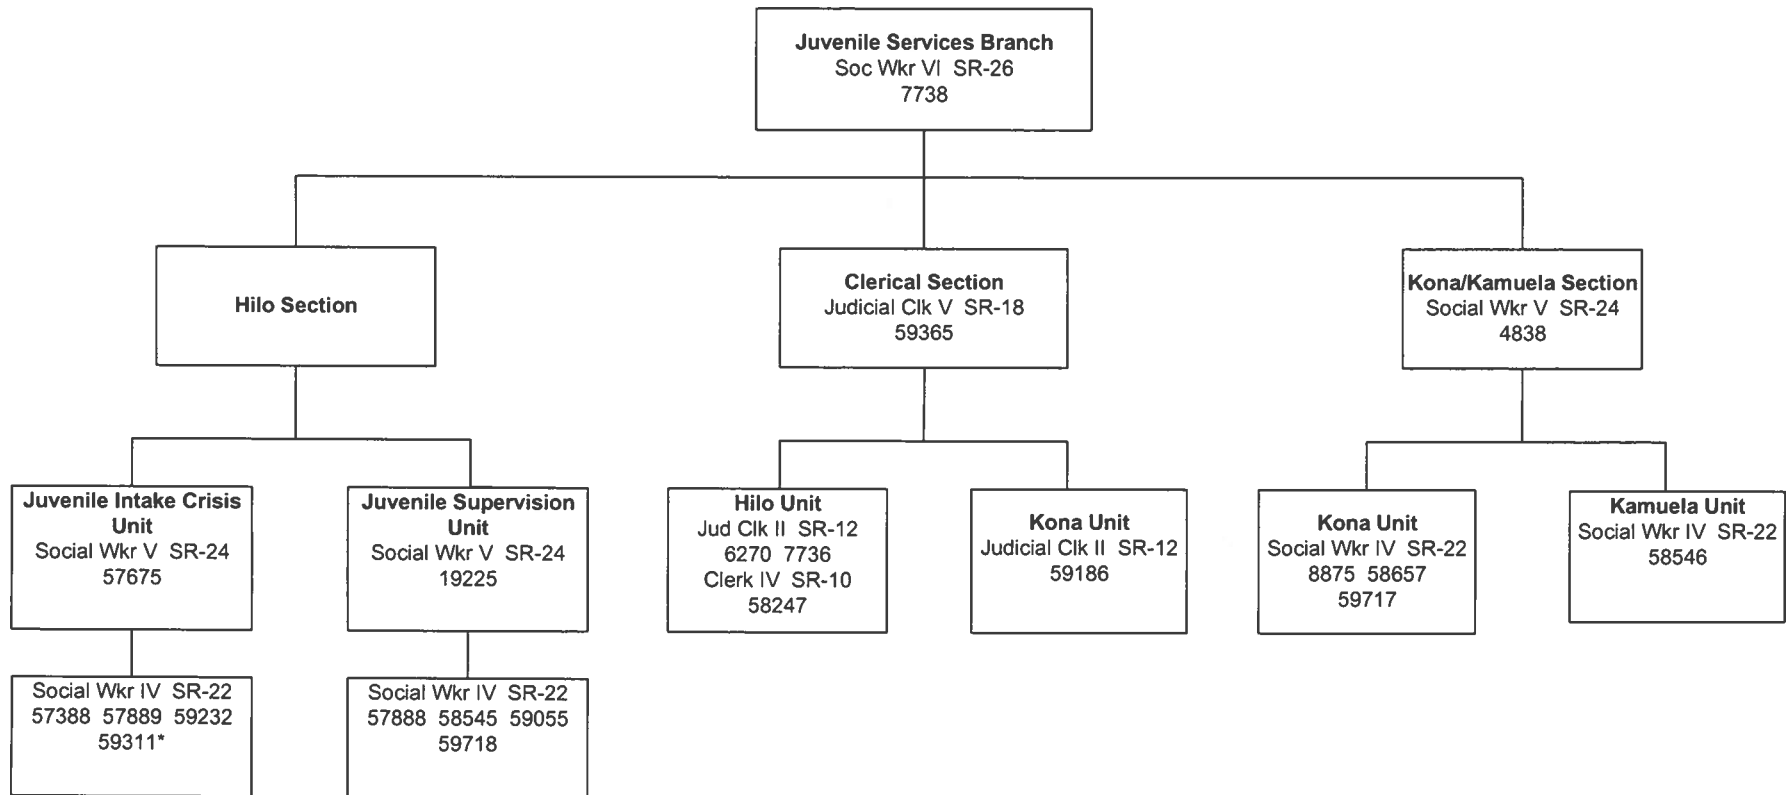 Juvenile Services Branch
Soc Wkr VI SR-26
7738
Hilo Section
Clerical Section
Judicial Clk V SR-18
59365
Kona/Kamuela Section
Social Wkr V SR-24
4838
Juvenile Intake Crisis
Unit
Social Wkr V SR-24
57675
Juvenile Supervision
Unit
Social Wkr V SR-24
19225
Hilo Unit
Jud Clk II SR-12
6270 7736
Clerk IV SR-10
58247
Kona Unit
Judicial Clk II SR-12
59186
Kona Unit
Social Wkr IV SR-22
8875 58657
59717
Kamuela Unit
Social Wkr IV SR-22
58546
Social Wkr IV SR-22
57388 57889 59232
59311*
Social Wkr IV SR-22
57888 58545 59055
59718